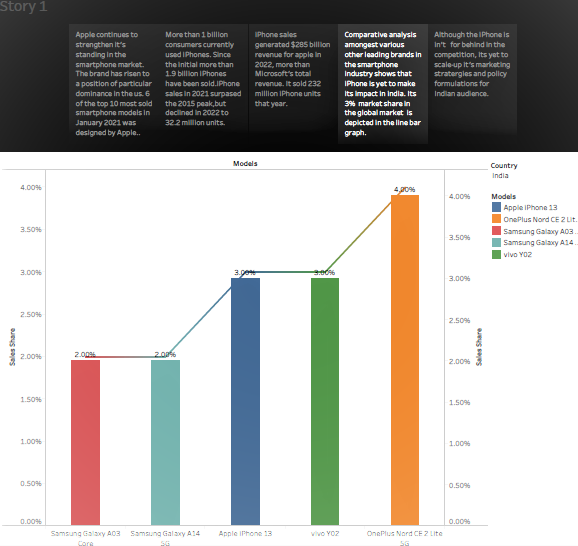 Story 1
Apple continues to
strengthen it's
standing in the
smartphone market.
The brand has risen to
a position of particular
dominance in the us. 6
of the top 10 most sold
smartphone models in
January 2021 was
designed by Apple..
More than 1 billion
consumers currently
used iPhones. Since
the initial more than
1.9 billion iPhones
have been sold.iPhone
sales in 2021 surpased
the 2015 peak,but
declined in 2022 to
32.2 million units.
iPhone sales
generated $285 billion
revenue for apple in
2022, more than
Microsoft's total
revenue. It sold 232
million iPhone units
that year.
Comparative analysis
amongest various
other leading brands in
the smartphone
industry shows that
iPhone is yet to make
its impact in india. Its
3% market share in
the global market is
depicted in the line bar
graph.
Although the iPhone is
in't for behind in the
competition, its yet to
scale-up it's marketing
stratergies and policy
formulations for
Indian audience.
Models
Country
India
Models
Apple iPhone 13
OnePlus Nord CE 2 Lit..
Samsung Galaxy A03 ..
Samsung Galaxy A14 ..
vivo Y02
Sales Share
4.00%
3.50%
3.00%
2.50%
2.00%
1.50%
1.00%
0.50%
0.00%
2.00%
2.00%
3.00%
3.00%
4.00%
4.00%
3.50%
3.00%
2.50%
2.00%
1.50%
1.00%
0.50%
0.00%
Sales Share
Samsung Galaxy A03
Core
Samsung Galaxy A14
5G
Apple iPhone 13
vivo Y02
OnePlus Nord CE 2 Lite
5G